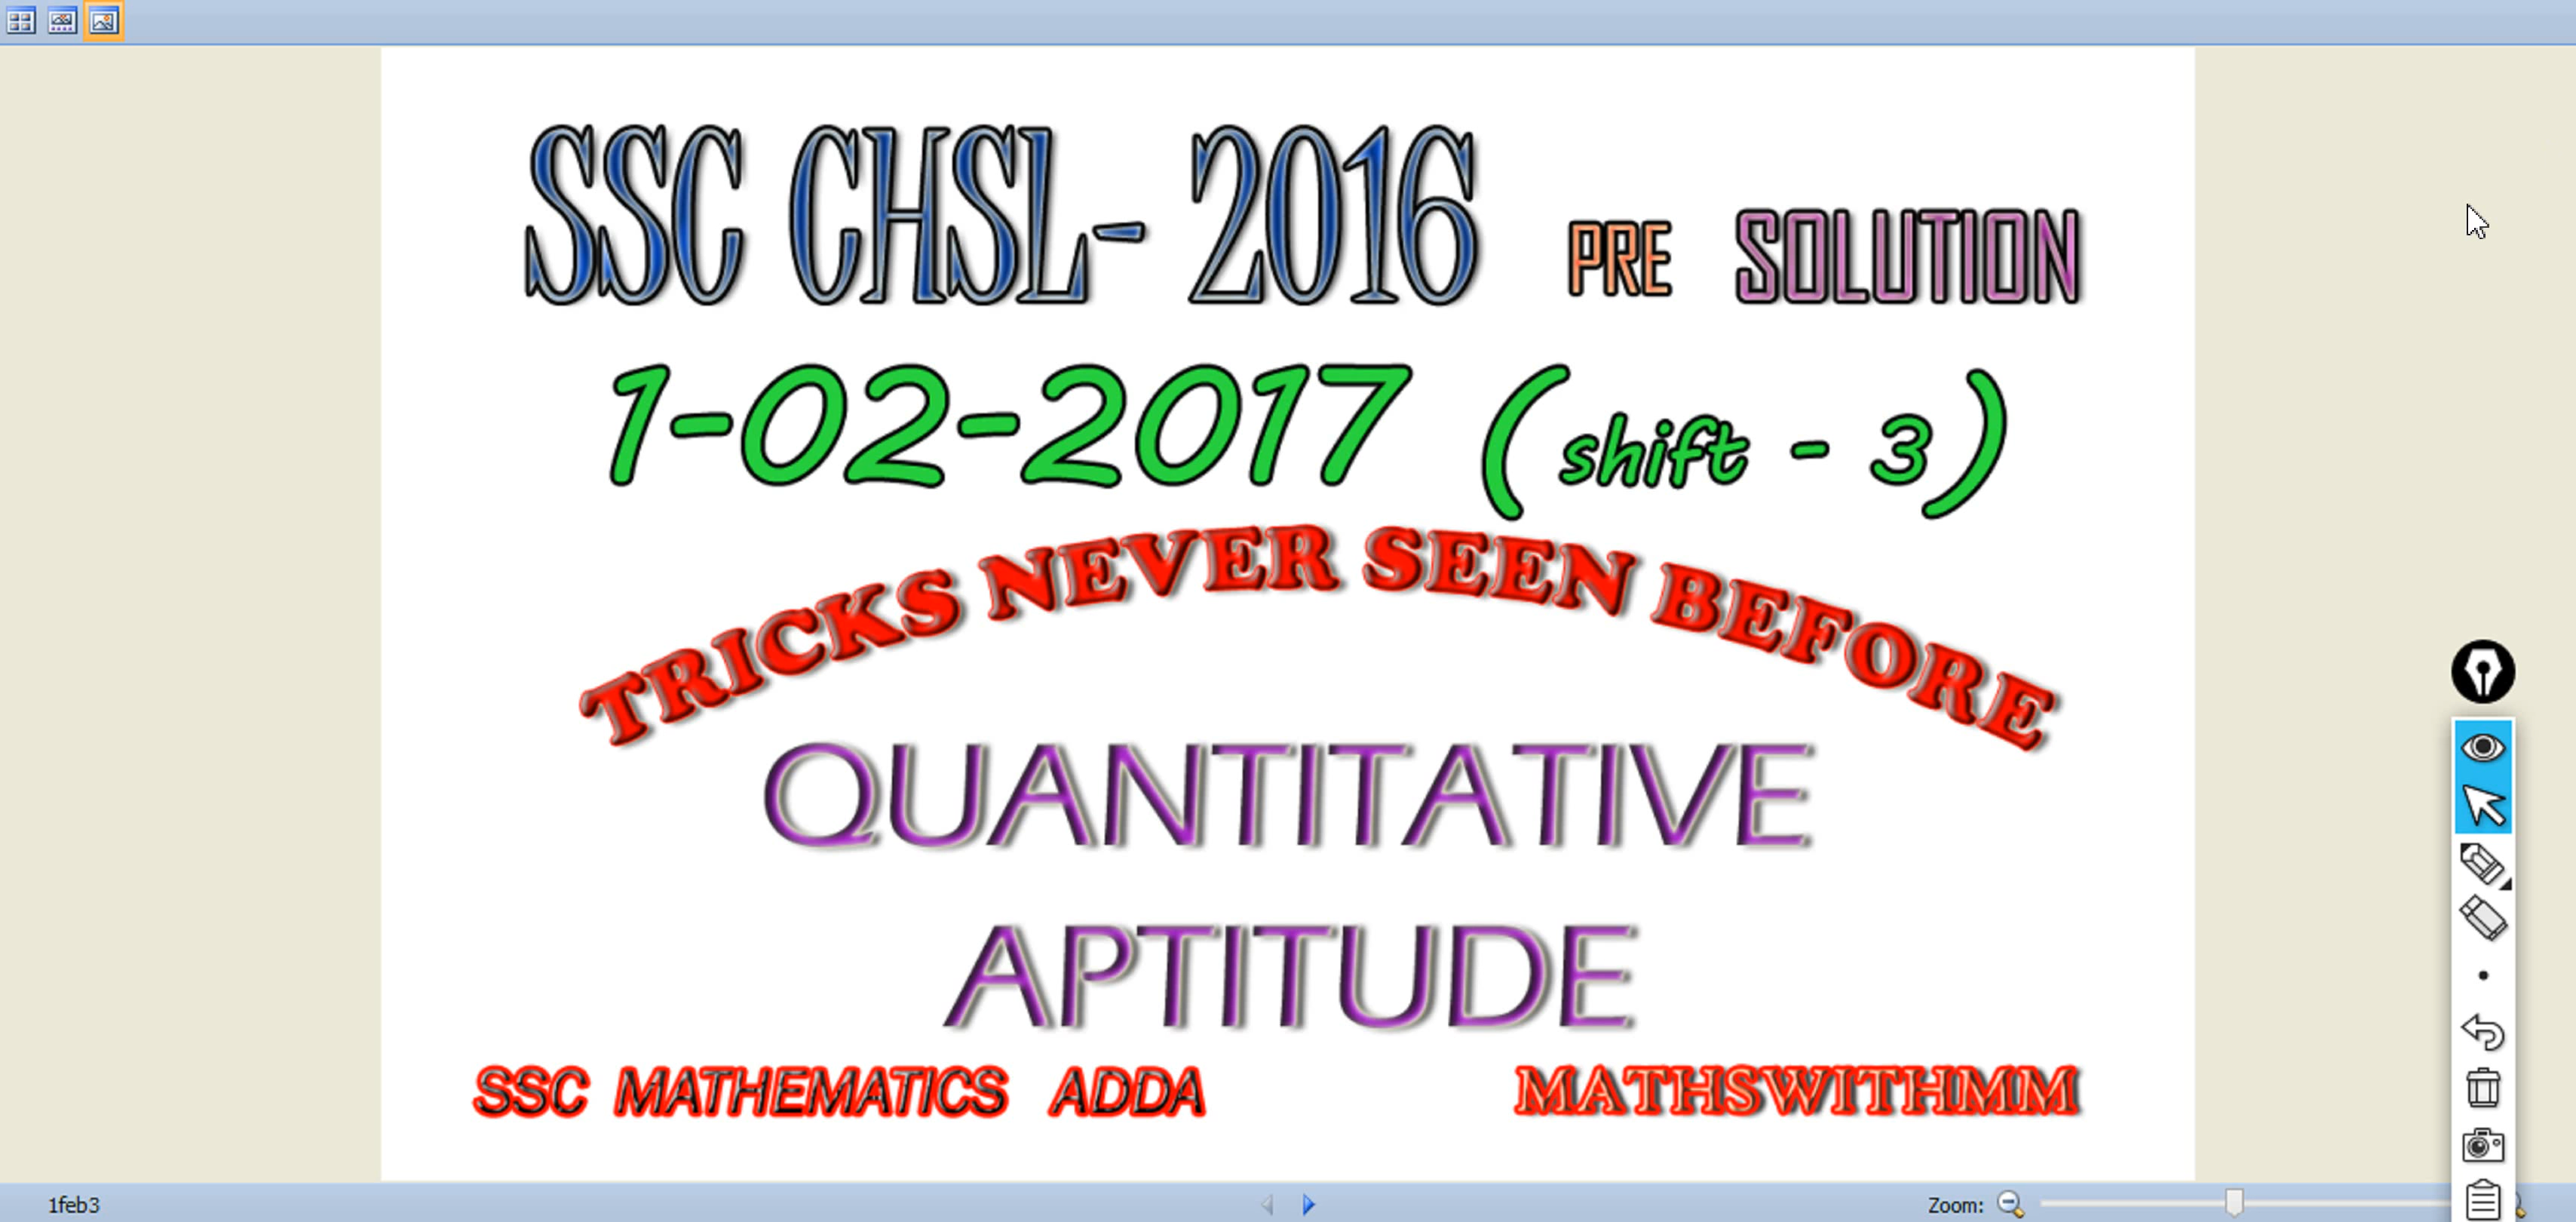 SSC CHSL- 2016 PRE SOLUTION
1-02-2017 (shift - 3)
TRICKS NEVER SEEN BEFORE
QUANTITATIVE
APTITUDE
SSC MATHEMATICS ADDA MATHSWITHMM
1feb3 Zoom: